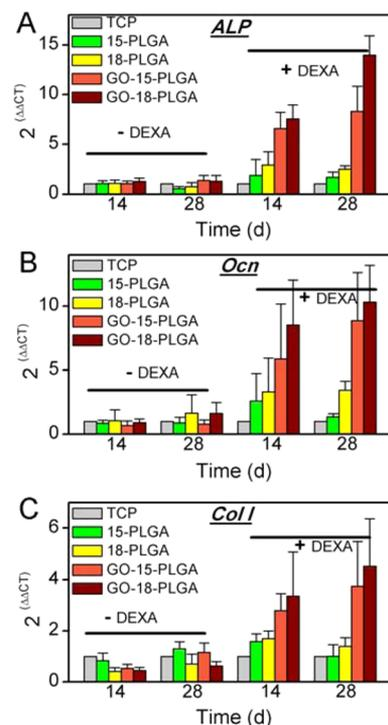 A
ALP
15
TCP
15-PLGA
18-PLGA
GO-15-PLGA
GO-18-PLGA
+ DEXA
10
- DEXA
5
0
2 (ΔΔCT)
14 28 14 28
Time (d)
B
Ocn
TCP
15-PLGA
18-PLGA
GO-15-PLGA
GO-18-PLGA
+ DEXA
10
- DEXA
5
0
2 (ΔΔCT)
14 28 14 28
Time (d)
C
Col I
6
TCP
15-PLGA
18-PLGA
GO-15-PLGA
GO-18-PLGA
+ DEXA
4
- DEXA
2
0
2 (ΔΔCT)
14 28 14 28
Time (d)